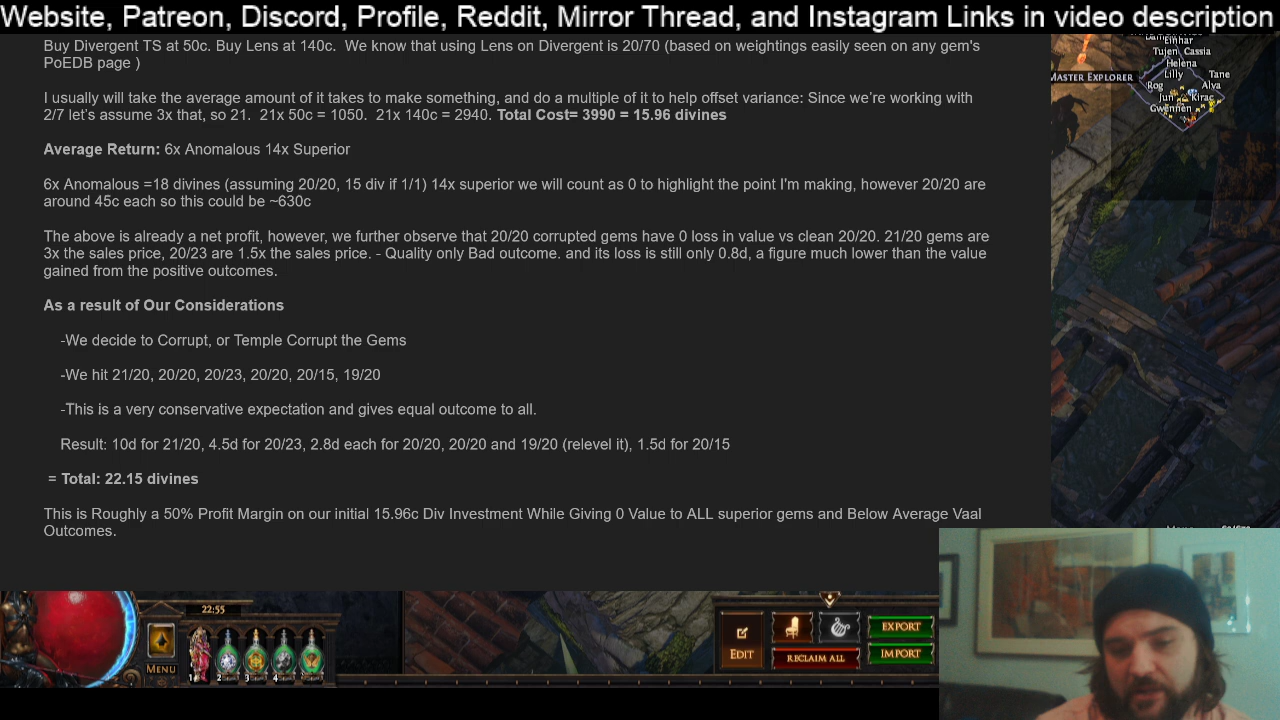 Website, Patreon, Discord, Profile, Reddit, Mirror Thread, and Instagram Links in video description
Buy Divergent TS at 50c. Buy Lens at 140c.  We know that using Lens on Divergent is 20/70 (based on weightings easily seen on any gem's
PoEDB page )
I usually will take the average amount of it takes to make something, and do a multiple of it to help offset variance: Since we're working with
2/7 let's assume 3x that, so 21.  21x 50c = 1050.  21x 140c = 2940. Total Cost= 3990 = 15.96 divines
Average Return: 6x Anomalous 14x Superior
6x Anomalous =18 divines (assuming 20/20, 15 div if 1/1) 14x superior we will count as 0 to highlight the point I'm making, however 20/20 are
around 45c each so this could be ~630c
The above is already a net profit, however, we further observe that 20/20 corrupted gems have 0 loss in value vs clean 20/20. 21/20 gems are
3x the sales price, 20/23 are 1.5x the sales price. - Quality only Bad outcome. and its loss is still only 0.8d, a figure much lower than the value
gained from the positive outcomes.
As a result of Our Considerations
-We decide to Corrupt, or Temple Corrupt the Gems
-We hit 21/20, 20/20, 20/23, 20/20, 20/15, 19/20
-This is a very conservative expectation and gives equal outcome to all.
Result: 10d for 21/20, 4.5d for 20/23, 2.8d each for 20/20, 20/20 and 19/20 (relevel it), 1.5d for 20/15
= Total: 22.15 divines
This is Roughly a 50% Profit Margin on our initial 15.96c Div Investment While Giving 0 Value to ALL superior gems and Below Average Vaal
Outcomes.
Einhar
Tujen Cassia
Helena
Master Explorer
Lilly
Tane
Rog
Alva
Jun
Kirac
Gwennen
22:55
Menu
1
2
3
4
Edit
Reclaim All
Export
Import